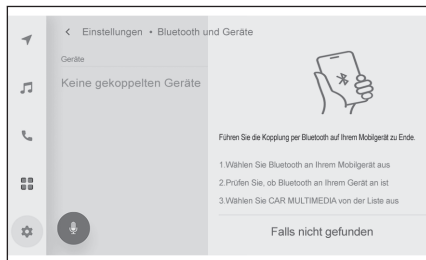 Einstellungen • Bluetooth und Geräte
Geräte
Keine gekoppelten Geräte
Führen Sie die Kopplung per Bluetooth auf Ihrem Mobilgerät zu Ende.
1.Wählen Sie Bluetooth an Ihrem Mobilgerät aus
2.Prüfen Sie, ob Bluetooth an Ihrem Gerät an ist
3.Wählen Sie CAR MULTIMEDIA von der Liste aus
Falls nicht gefunden